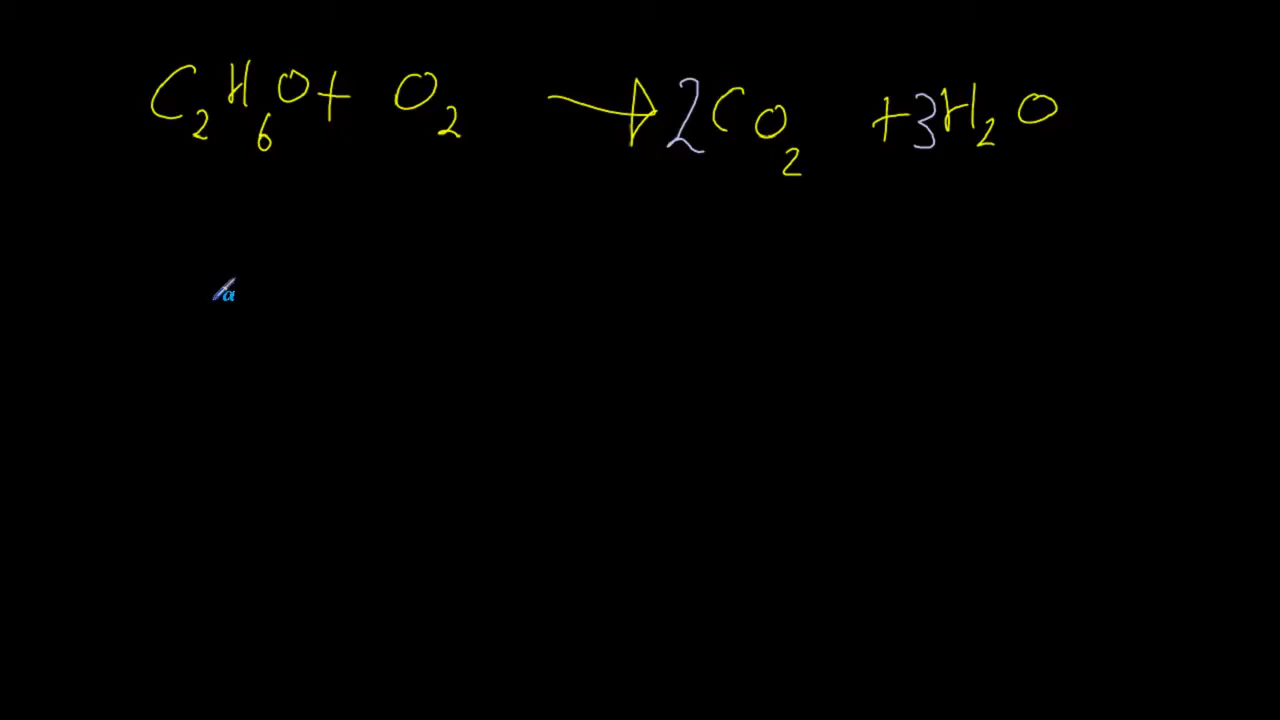 C₂H₆O + O₂ → 2CO₂ + 3H₂O